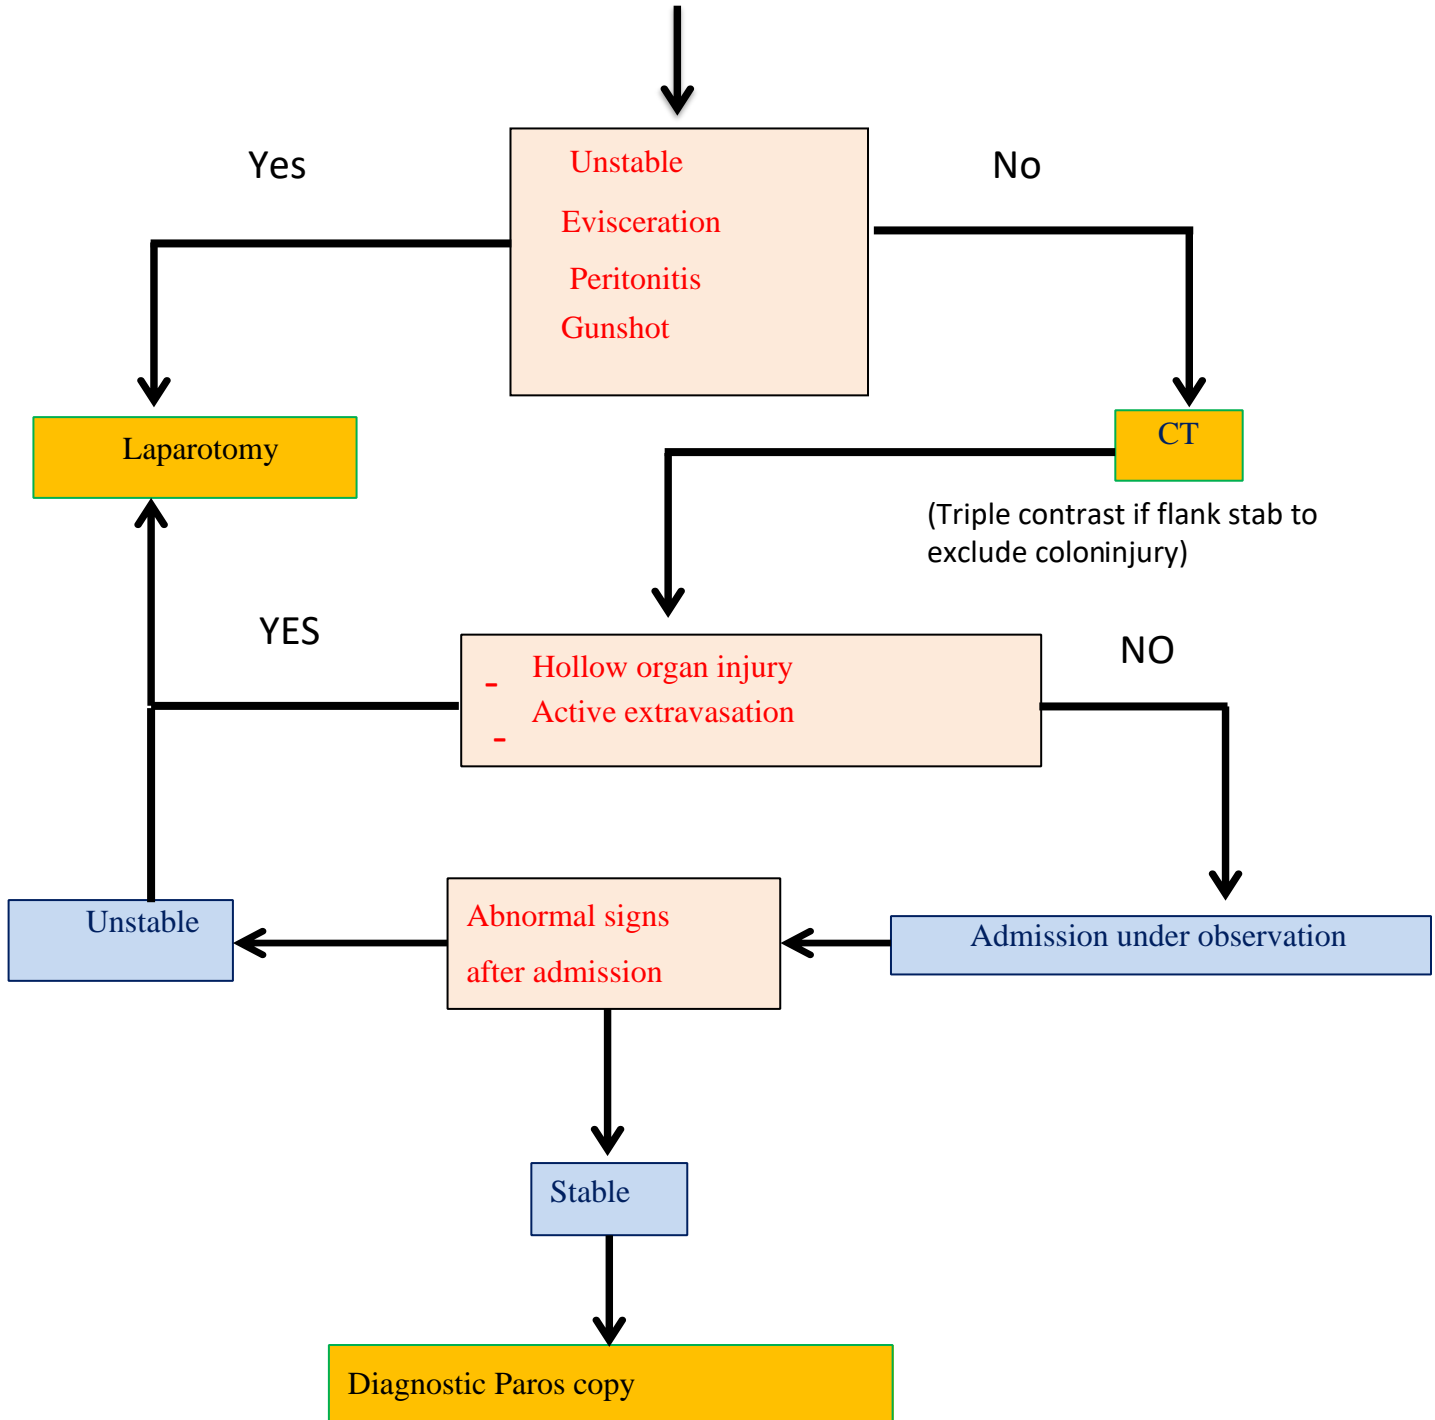 Yes
Unstable
No
Evisceration
Peritonitis
Gunshot
Laparotomy
CT
(Triple contrast if flank stab to
exclude coloninjury)
YES
NO
- Hollow organ injury
Active extravasation
-
Unstable
Abnormal signs
after admission
Admission under observation
Stable
Diagnostic Paros copy